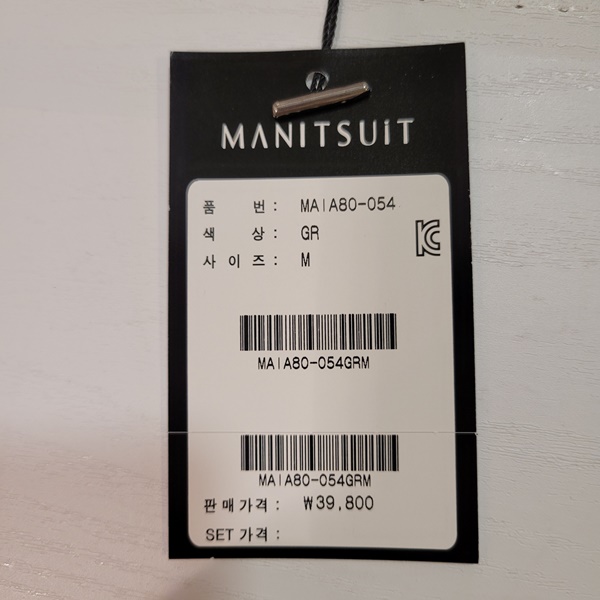 MANITSUIT
품 번 : MAIA80-054
색 상 : GR
사 이 즈 : M
MAIA80-054GRM
MAIA80-054GRM
판 매 가 격 : ₩39,800
SET 가 격 :